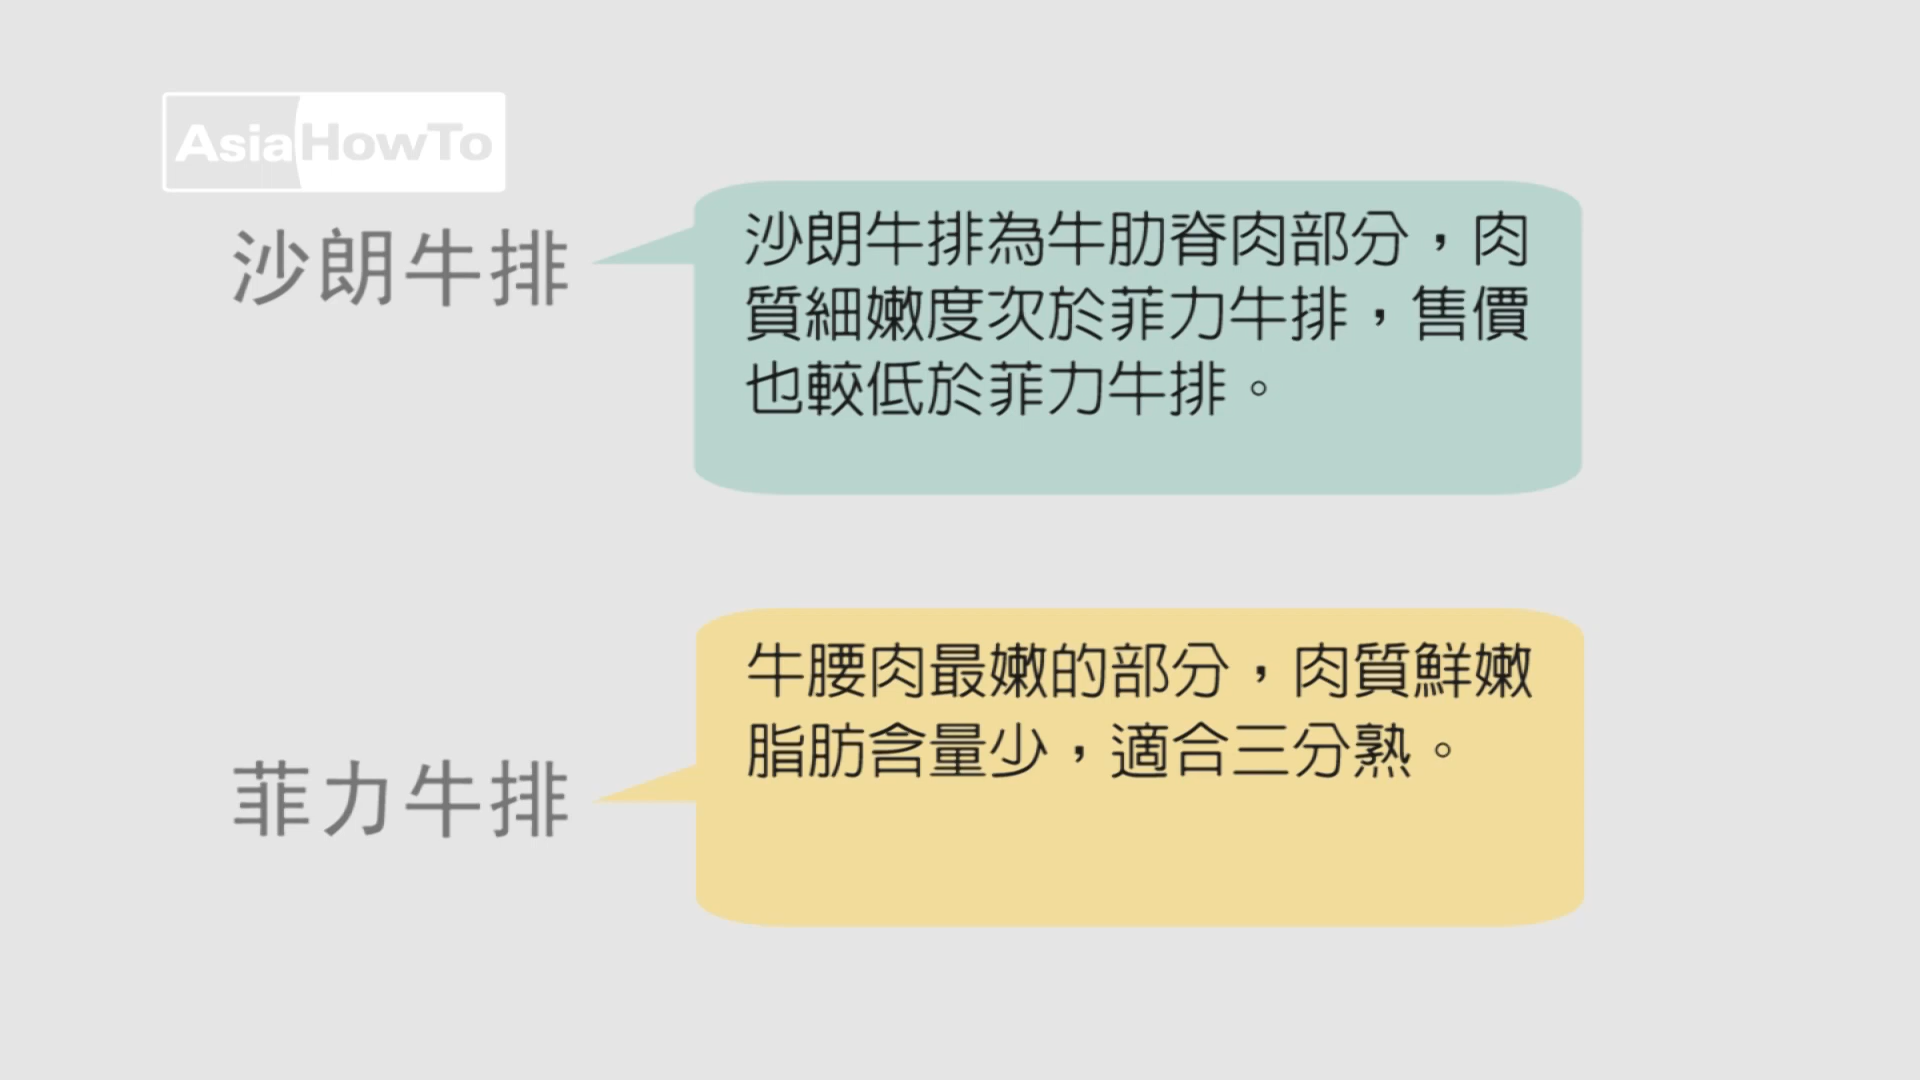 AsiaHowTo
沙朗牛排
沙朗牛排為牛肋脊肉部分，肉
質細嫩度次於菲力牛排，售價
也較低於菲力牛排。
菲力牛排
牛腰肉最嫩的部分，肉質鮮嫩
脂肪含量少，適合三分熟。